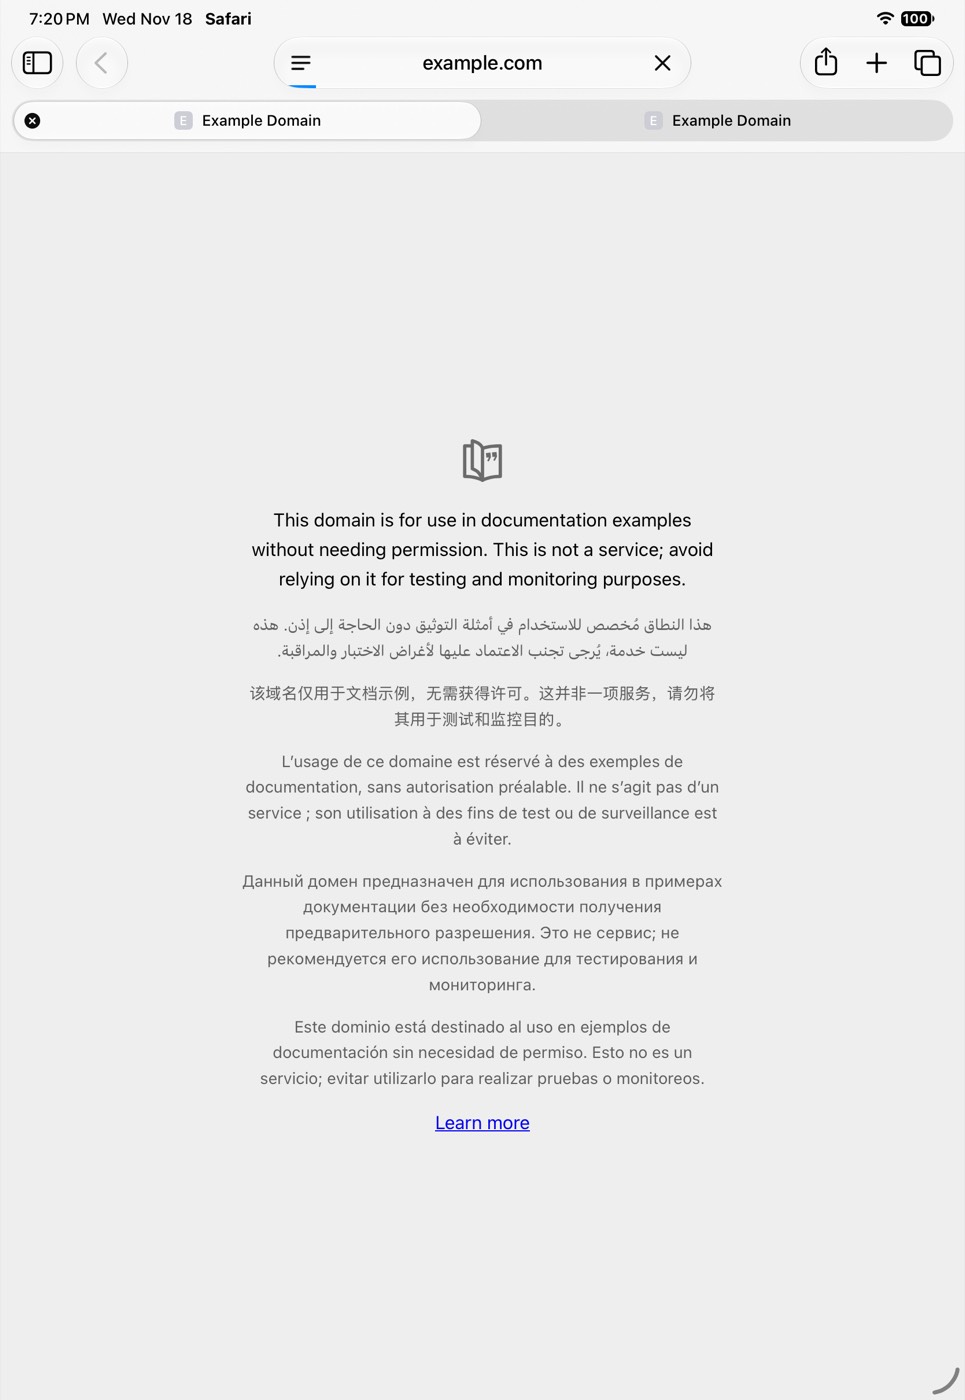 7:20 PM Wed Nov 18 Safari
100
example.com
E Example Domain
E Example Domain
This domain is for use in documentation examples
without needing permission. This is not a service; avoid
relying on it for testing and monitoring purposes.
هذا النطاق مُخصص للاستخدام في أمثلة التوثيق دون الحاجة إلى إذن. هذه
ليست خدمة، يُرجى تجنب الاعتماد عليها لأغراض الاختبار والمراقبة.
该域名仅用于文档示例，无需获得许可。这并非一项服务，请勿将
其用于测试和监控目的。
L’usage de ce domaine est réservé à des exemples de
documentation, sans autorisation préalable. Il ne s’agit pas d’un
service ; son utilisation à des fins de test ou de surveillance est
à éviter.
Данный домен предназначен для использования в примерах
документации без необходимости получения
предварительного разрешения. Это не сервис; не
рекомендуется его использование для тестирования и
мониторинга.
Este dominio está destinado al uso en ejemplos de
documentación sin necesidad de permiso. Esto no es un
servicio; evitar utilizarlo para realizar pruebas o monitoreos.
Learn more